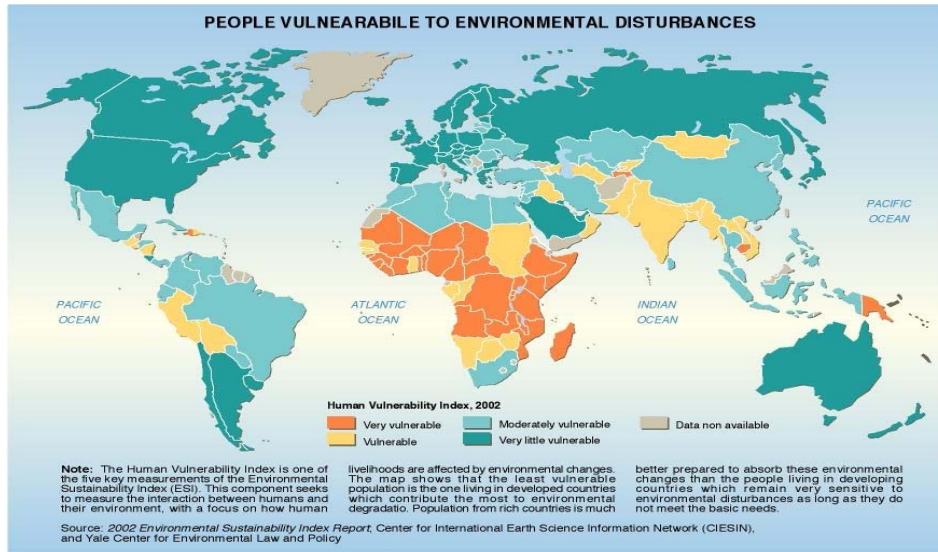 PEOPLE VULNEARABILE TO ENVIRONMENTAL DISTURBANCES
PACIFIC
OCEAN
PACIFIC
OCEAN
ATLANTIC
OCEAN
INDIAN
OCEAN
Human Vulnerability Index, 2002
Very vulnerable
Vulnerable
Moderately vulnerable
Very little vulnerable
Data non available
Note: The Human Vulnerability Index is one of
the five key measurements of the Environmental
Sustainability Index (ESI). This component seeks
to measure the interaction between humans and
their environment, with a focus on how human
livelihoods are affected by environmental changes.
The map shows that the least vulnerable
population is the one living in developed countries
which contribute the most to environmental
degradatio. Population from rich countries is much
better prepared to absorb these environmental
changes than the people living in developing
countries which remain very sensitive to
environmental disturbances as long as they do
not meet the basic needs.
Source: 2002 Environmental Sustainability Index Report, Center for International Earth Science Information Network (CIESIN),
and Yale Center for Environmental Law and Policy